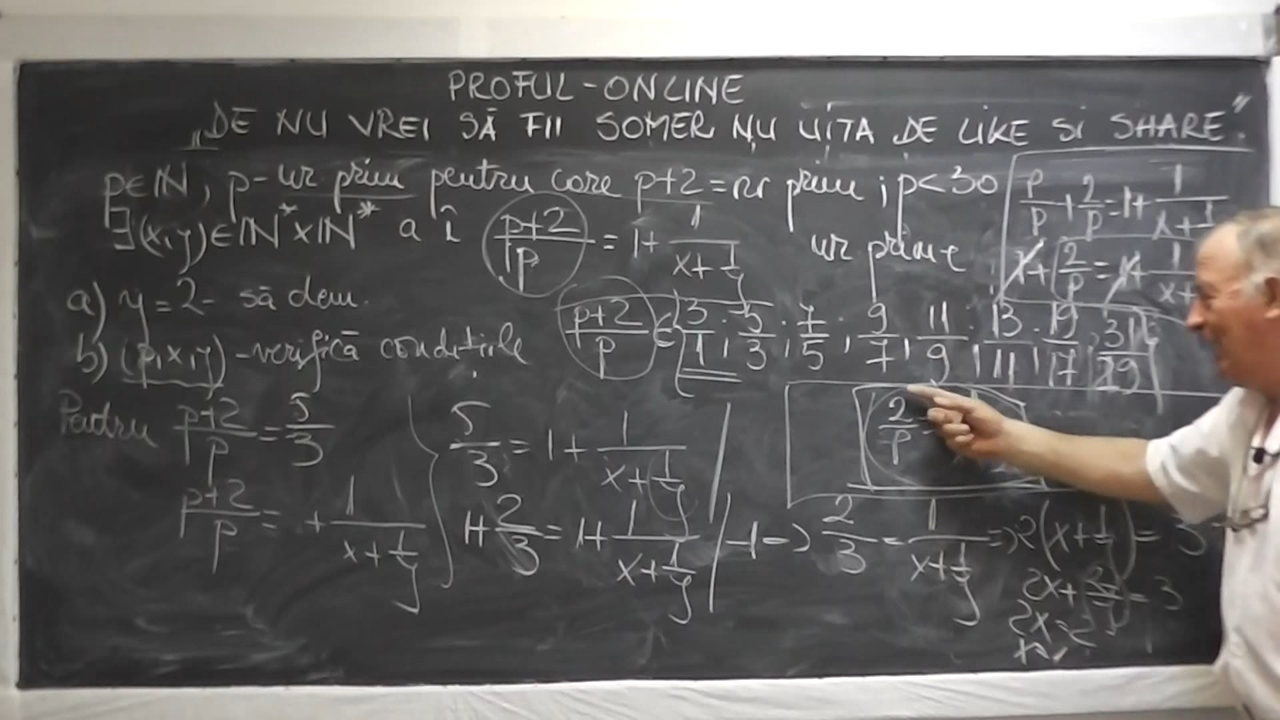 PROFUL-ONLINE
„DE NU VREI SĂ FII SOMER NU UITA DE LIKE SI SHARE”
p∈ℕ, p-nr prim pentru care p+2=nr prim ; p<30
∃(x,y)∈ℕ*×ℕ* a î (p+2)/p = 1+1/(x+1/y) nr prime
p/p+2/p=1+1/(x+1/
1+2/p=1+1/(x+
a) y=2- să dem.
(p+2)/p ∈ {3/1; 5/3; 7/5; 9/7; 11/9; 13/11; 19/17; 31/29}
b) (p,x,y)-verifică condițiile
Pentru (p+2)/p=5/3
5/3=1+1/(x+1/y)
2/p=
(p+2)/p= +1/(x+1/y)
1+2/3=1+1/(x+1/y) |-1=> 2/3=1/(x+1/y) => 2(x+1/y)=3
2x+2/y=3
2x=2